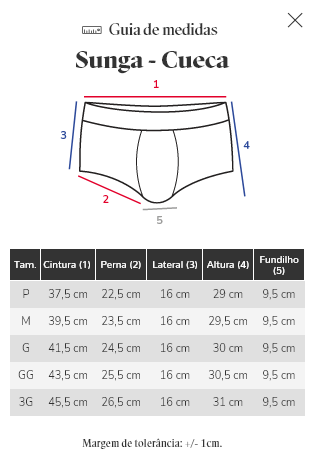 Guia de medidas
Sunga - Cueca
1
3
4
2
5
Tam. Cintura (1) Perna (2) Lateral (3) Altura (4) Fundilho (5)
P 37,5 cm 22,5 cm 16 cm 29 cm 9,5 cm
M 39,5 cm 23,5 cm 16 cm 29,5 cm 9,5 cm
G 41,5 cm 24,5 cm 16 cm 30 cm 9,5 cm
GG 43,5 cm 25,5 cm 16 cm 30,5 cm 9,5 cm
3G 45,5 cm 26,5 cm 16 cm 31 cm 9,5 cm
Margem de tolerância: +/- 1cm.